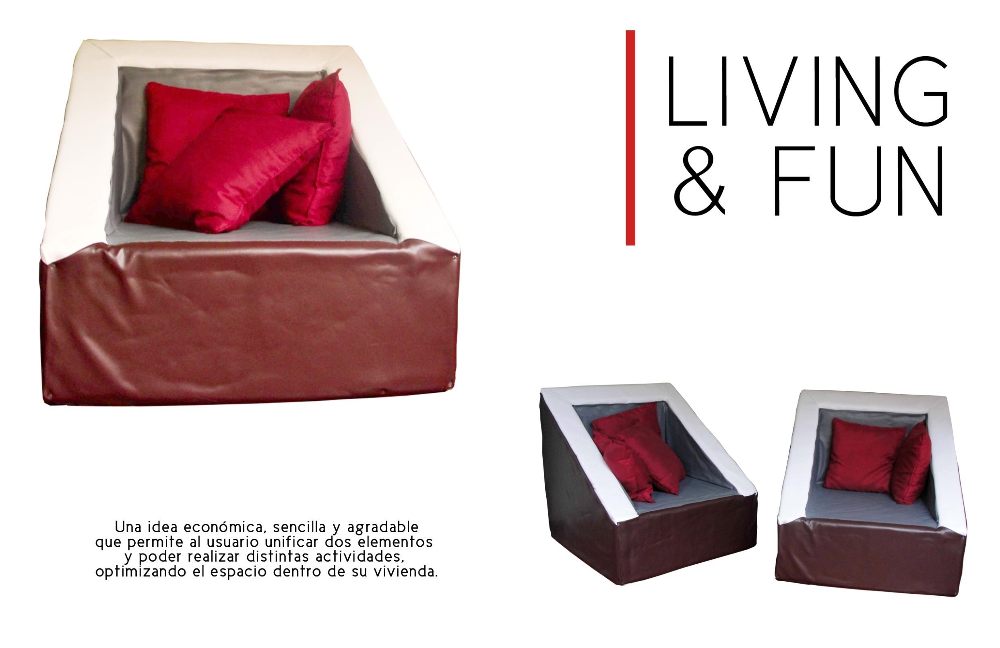 LIVING
& FUN
Una idea económica, sencilla y agradable
que permite al usuario unificar dos elementos
y poder realizar distintas actividades,
optimizando el espacio dentro de su vivienda.